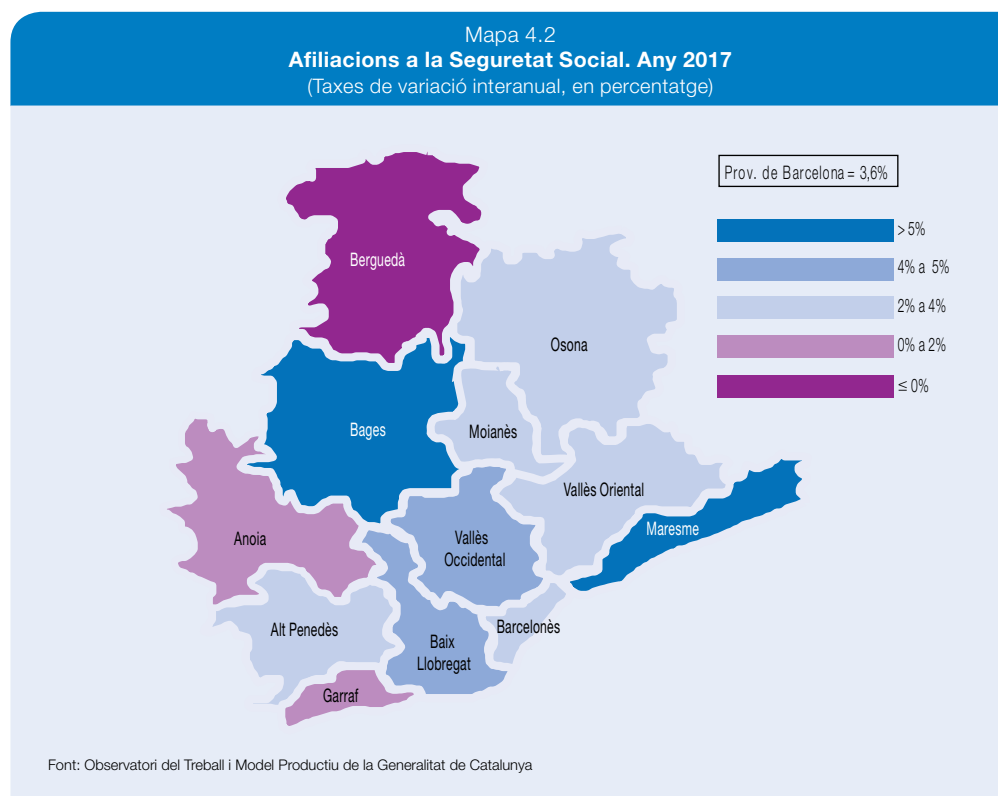 Mapa 4.2
Afiliacions a la Seguretat Social. Any 2017
(Taxes de variació interanual, en percentatge)
Prov. de Barcelona = 3,6%
> 5%
4% a 5%
2% a 4%
0% a 2%
≤ 0%
Berguedà
Osona
Bages
Moianès
Vallès Oriental
Maresme
Anoia
Vallès
Occidental
Alt Penedès
Baix
Llobregat
Barcelonès
Garraf
Font: Observatori del Treball i Model Productiu de la Generalitat de Catalunya